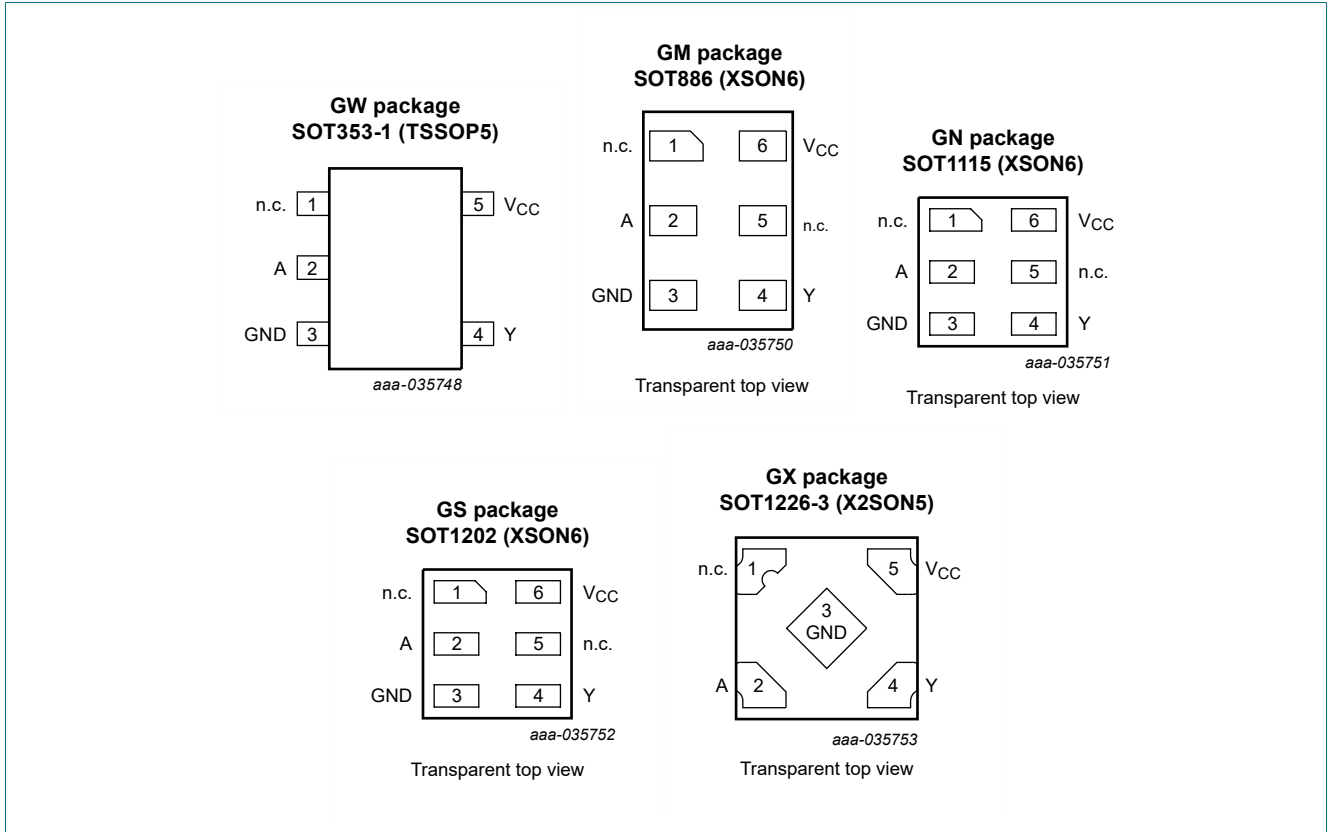 GW package
SOT353-1 (TSSOP5)
n.c. 1
5 VCC
A 2
GND 3
4 Y
aaa-035748
GM package
SOT886 (XSON6)
n.c. 1 6 VCC
A 2 5 n.c.
GND 3 4 Y
aaa-035750
Transparent top view
GN package
SOT1115 (XSON6)
n.c. 1 6 VCC
A 2 5 n.c.
GND 3 4 Y
aaa-035751
Transparent top view
GS package
SOT1202 (XSON6)
n.c. 1 6 VCC
A 2 5 n.c.
GND 3 4 Y
aaa-035752
Transparent top view
GX package
SOT1226-3 (X2SON5)
n.c. 1 5 VCC
3
GND
A 2 4 Y
aaa-035753
Transparent top view